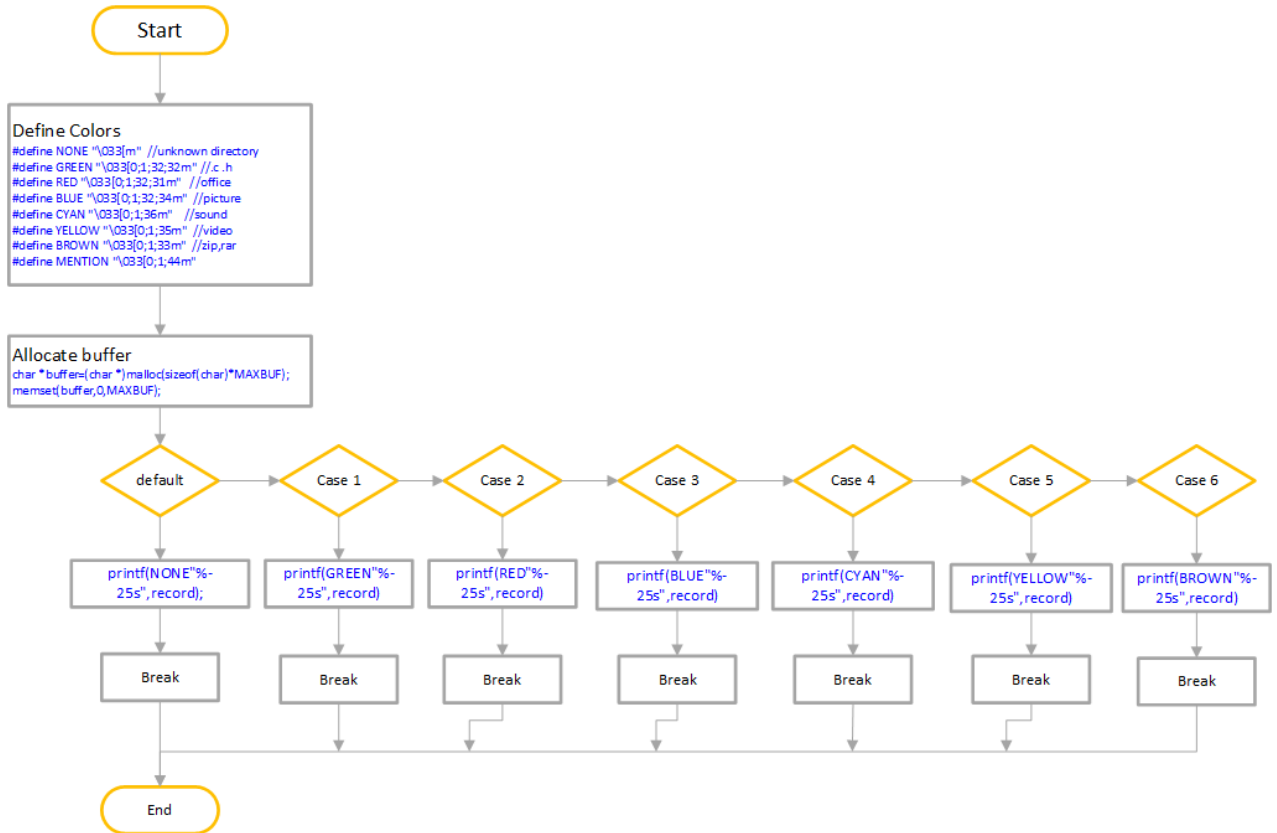 Start
Define Colors
#define NONE "\033[m" //unknown directory
#define GREEN "\033[0;1;32;32m" //.c .h
#define RED "\033[0;1;32;31m" //office
#define BLUE "\033[0;1;32;34m" //picture
#define CYAN "\033[0;1;36m" //sound
#define YELLOW "\033[0;1;35m" //video
#define BROWN "\033[0;1;33m" //zip,rar
#define MENTION "\033[0;1;44m"
Allocate buffer
char *buffer=(char *)malloc(sizeof(char)*MAXBUF);
memset(buffer,0,MAXBUF);
default
Case 1
Case 2
Case 3
Case 4
Case 5
Case 6
printf(NONE"%-
25s",record);
printf(GREEN"%-
25s",record)
printf(RED"%-
25s",record)
printf(BLUE"%-
25s",record)
printf(CYAN"%-
25s",record)
printf(YELLOW"%-
25s",record)
printf(BROWN"%-
25s",record)
Break
Break
Break
Break
Break
Break
Break
End